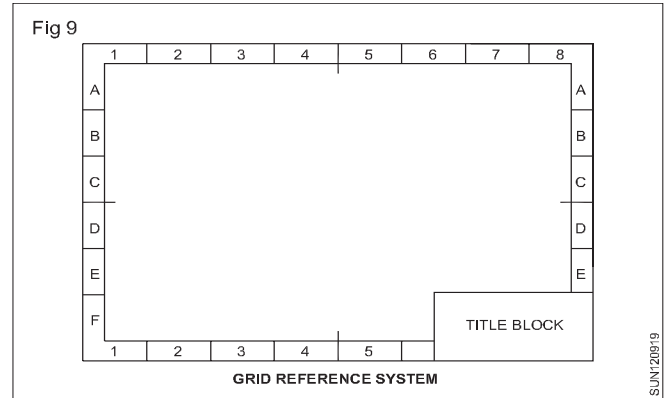 Fig 9
1 2 3 4 5 6 7 8
A A
B B
C C
D D
E E
F TITLE BLOCK
1 2 3 4 5
GRID REFERENCE SYSTEM
SUN120919